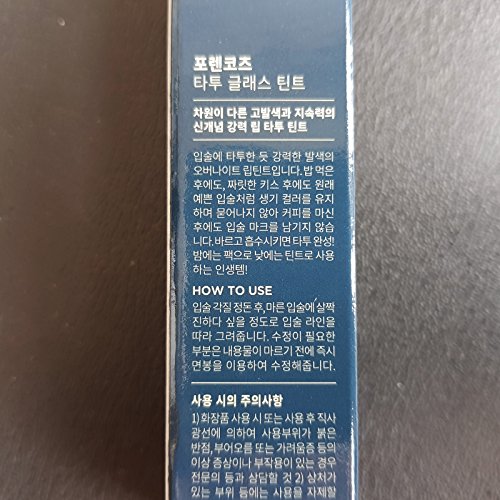 포렌코즈
타투 글래스 틴트
차원이 다른 고발색과 지속력의
신개념 강력 립 타투 틴트
입술에 타투한 듯 강력한 발색의
오버나이트 립틴트입니다. 밥 먹은
후에도, 짜릿한 키스 후에도 원래
예쁜 입술처럼 생기 컬러를 유지
하며 묻어나지 않아 커피를 마신
후에도 입술 마크를 남기지 않습
니다. 바르고 흡수시키면 타투 완성!
밤에는 팩으로 낮에는 틴트로 사용
하는 인생템!
HOW TO USE
입술 각질 정돈 후, 마른 입술에 살짝
진하다 싶을 정도로 입술 라인을
따라 그려줍니다. 수정이 필요한
부분은 내용물이 마르기 전에 즉시
면봉을 이용하여 수정해줍니다.
사용 시의 주의사항
1) 화장품 사용 시 또는 사용 후 직사
광선에 의하여 사용부위가 붉은
반점, 부어오름 또는 가려움증 등의
이상 증상이나 부작용이 있는 경우
전문의 등과 상담할 것 2) 상처가
있는 부위 등에는 사용을 자제할